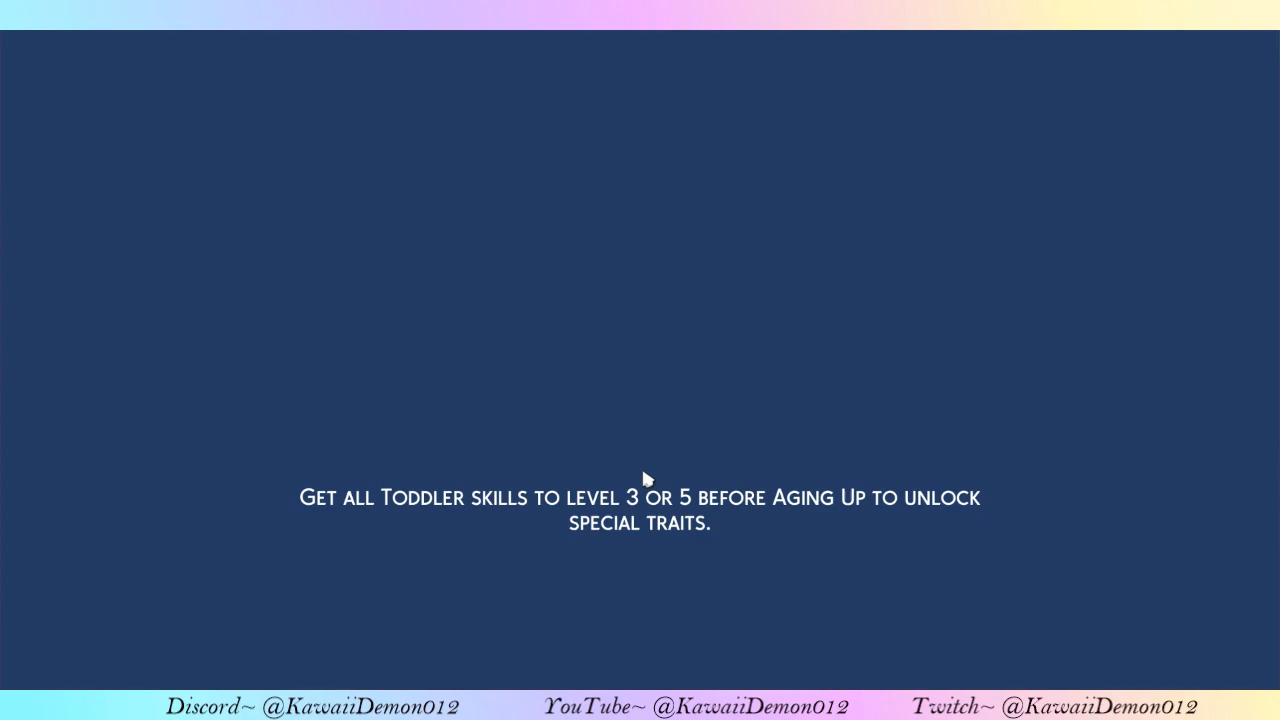 Get all Toddler skills to level 3 or 5 before Aging Up to unlock
special traits.
Discord~ @KawaiiDemon012 YouTube~ @KawaiiDemon012 Twitch~ @KawaiiDemon012